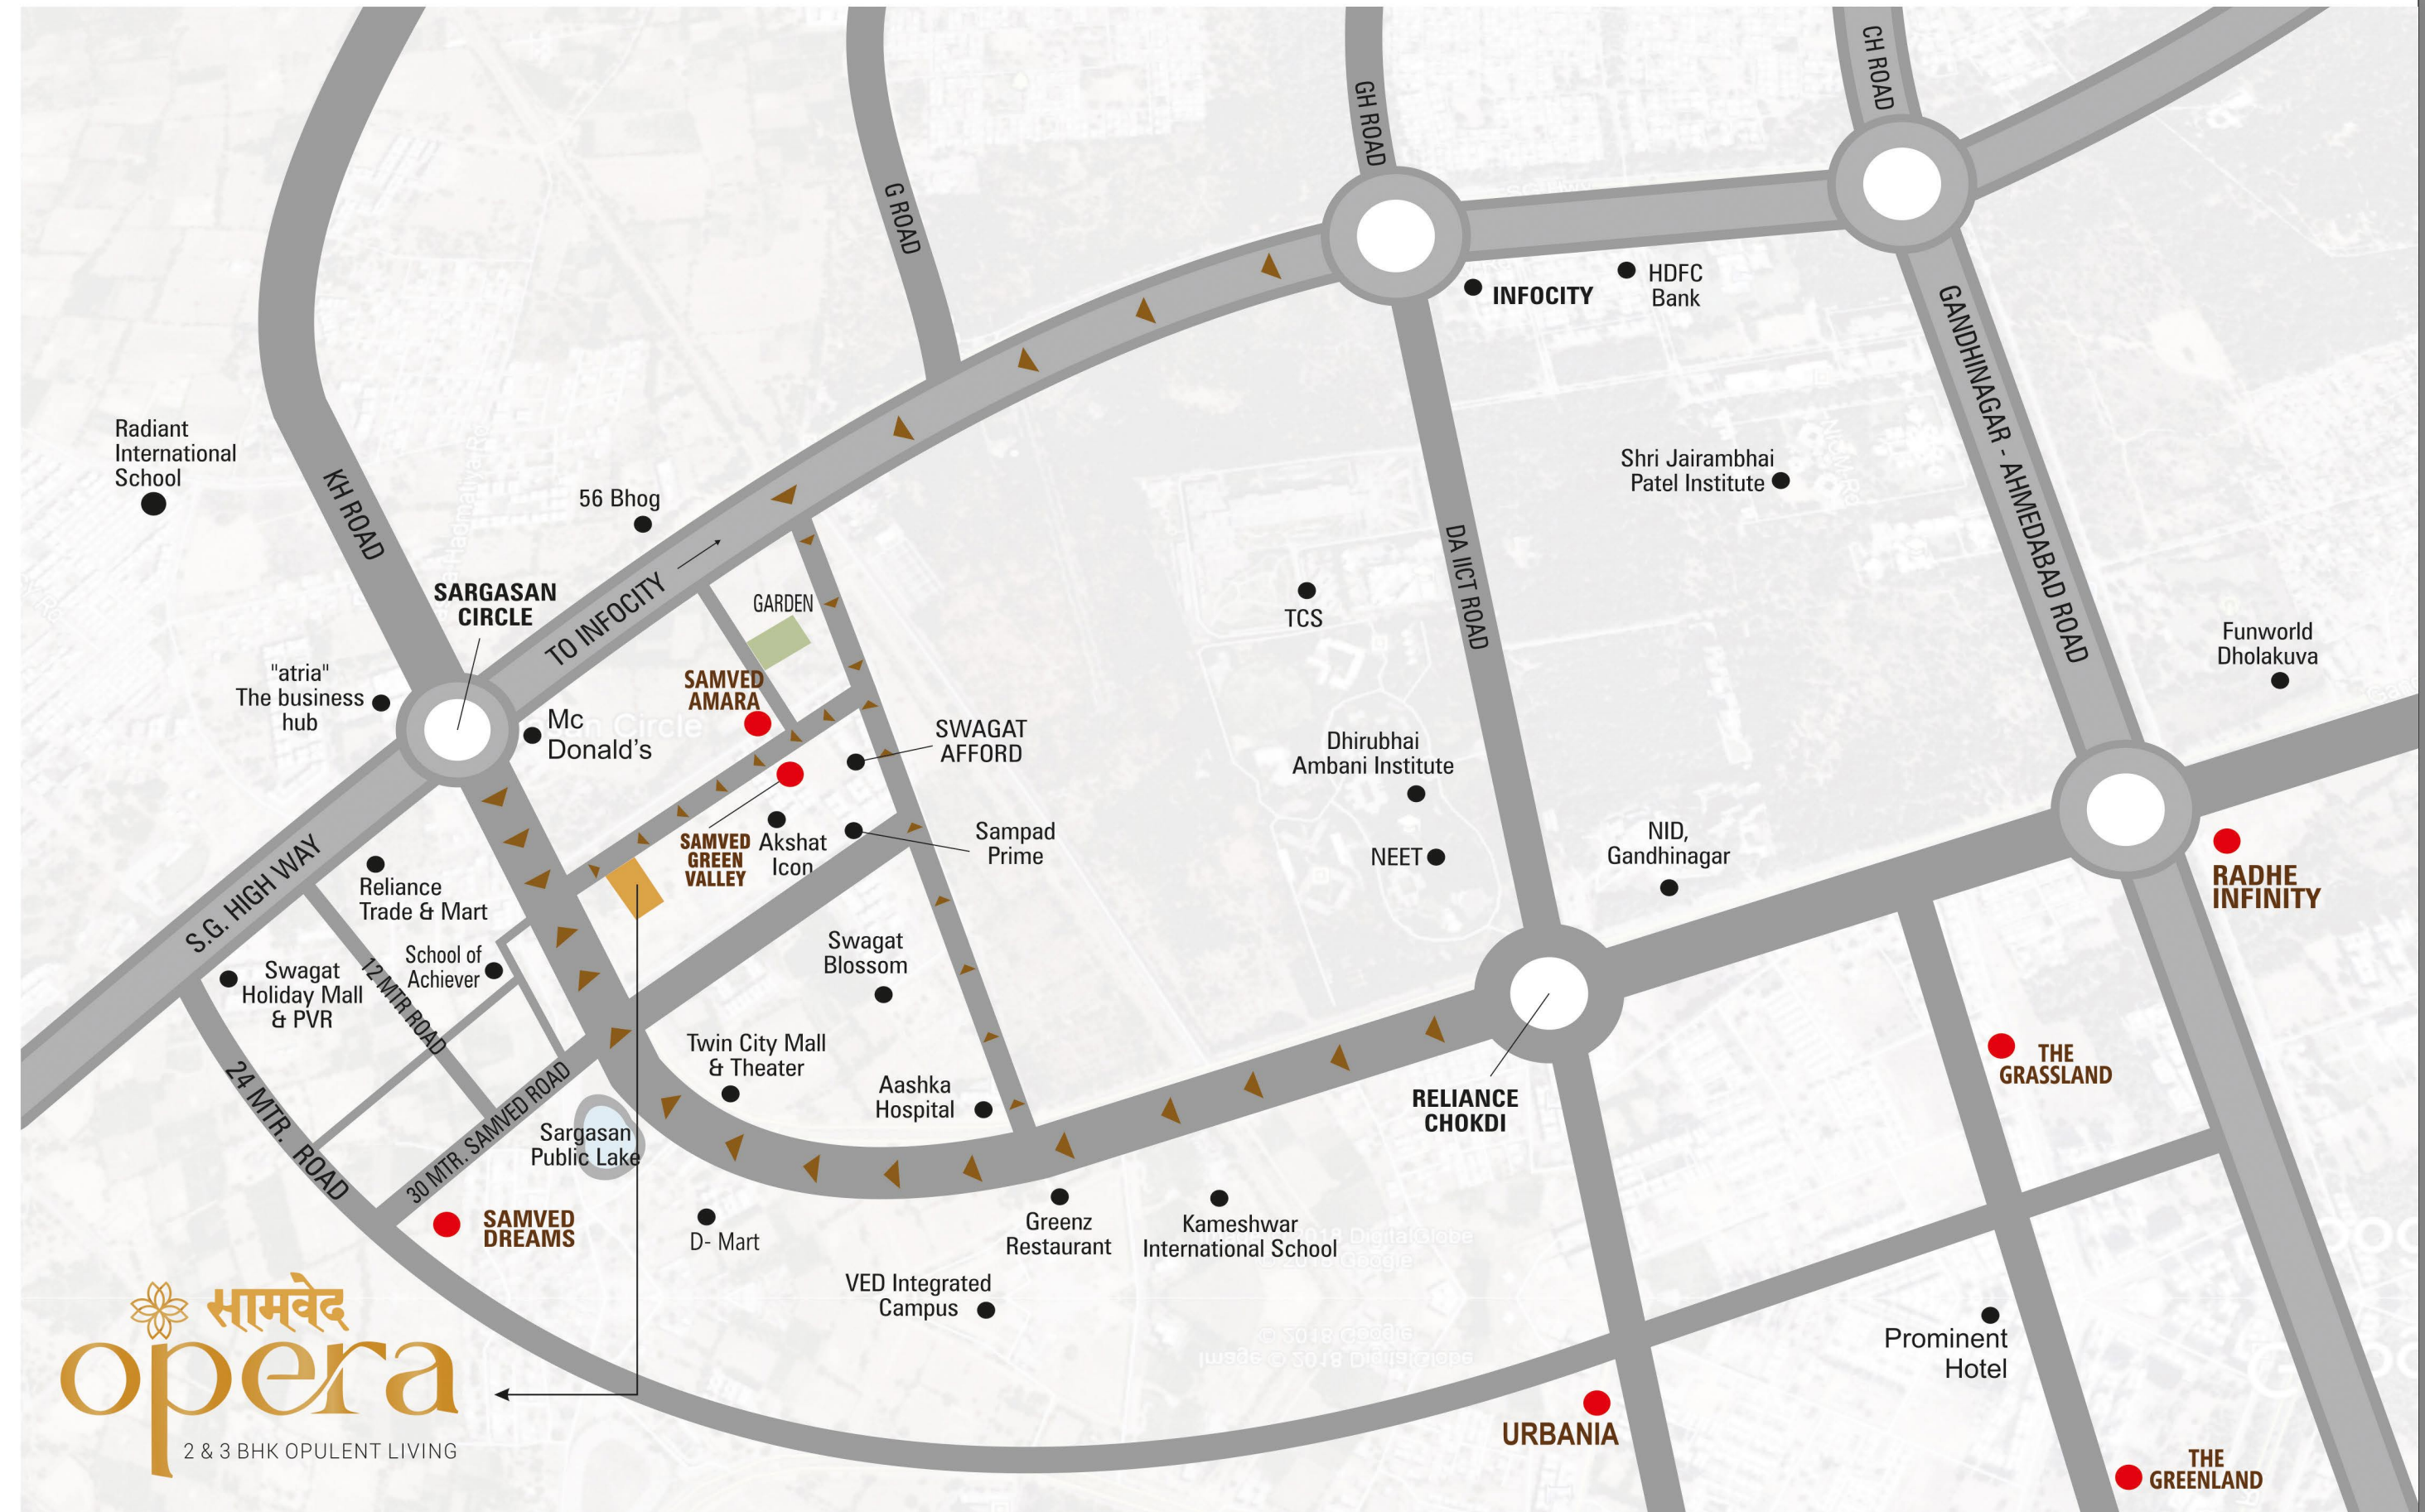 CH ROAD
GH ROAD
G ROAD
INFOCITY
HDFC
Bank
GANDHINAGAR - AHMEDABAD ROAD
Radiant
International
School
KH ROAD
56 Bhog
Shri Jairambhai
Patel Institute
DA IICT ROAD
SARGASAN
CIRCLE
TO INFOCITY
GARDEN
TCS
Funworld
Dholakuva
"atria"
The business
hub
Mc
Donald's
SAMVED
AMARA
SWAGAT
AFFORD
Dhirubhai
Ambani Institute
S.G. HIGH WAY
Reliance
Trade & Mart
SAMVED
GREEN
VALLEY
Akshat
Icon
Sampad
Prime
NEET
NID,
Gandhinagar
RADHE
INFINITY
Swagat
Holiday Mall
& PVR
12 MTR ROAD
School of
Achiever
Swagat
Blossom
24 MTR. ROAD
30 MTR. SAMVED ROAD
Sargasan
Public Lake
Twin City Mall
& Theater
Aashka
Hospital
RELIANCE
CHOKDI
THE
GRASSLAND
SAMVED
DREAMS
D- Mart
Greenz
Restaurant
Kameshwar
International School
VED Integrated
Campus
Prominent
Hotel
URBANIA
THE
GREENLAND
सामवेद
opera
2 & 3 BHK OPULENT LIVING